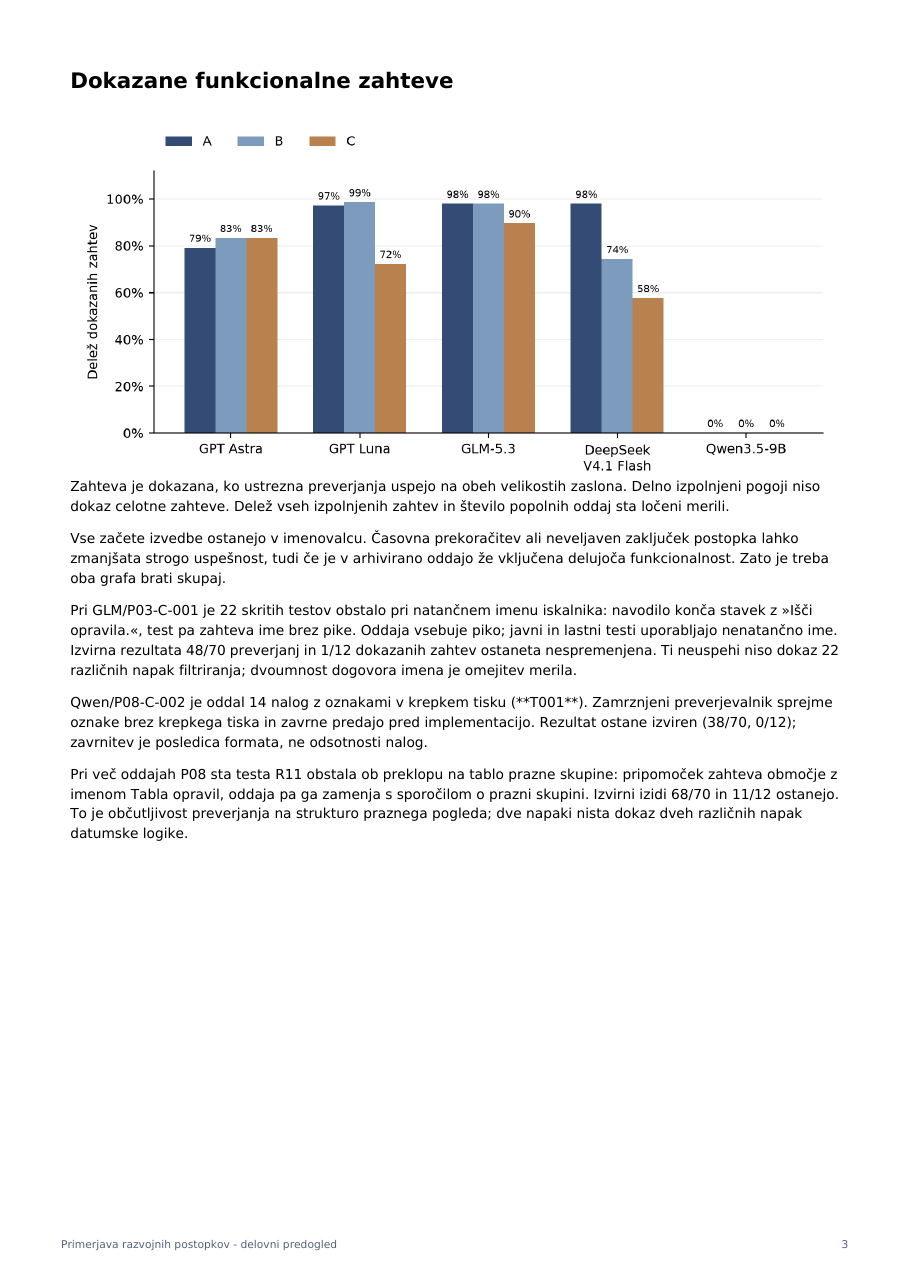 Dokazane funkcionalne zahteve
A B C
Delež dokazanih zahtev
100%
80%
60%
40%
20%
0%
79% 83% 83%
97% 99% 72%
98% 98% 90%
98% 74% 58%
0% 0% 0%
GPT Astra GPT Luna GLM-5.3 DeepSeek Qwen3.5-9B
V4.1 Flash
Zahteva je dokazana, ko ustrezna preverjanja uspejo na obeh velikostih zaslona. Delno izpolnjeni pogoji niso
dokaz celotne zahteve. Delež vseh izpolnjenih zahtev in število popolnih oddaj sta ločeni merili.
Vse začete izvedbe ostanejo v imenovalcu. Časovna prekoračitev ali neveljaven zaključek postopka lahko
zmanjšata strogo uspešnost, tudi če je v arhivirano oddajo že vključena delujoča funkcionalnost. Zato je treba
oba grafa brati skupaj.
Pri GLM/P03-C-001 je 22 skritih testov obstalo pri natančnem imenu iskalnika: navodilo konča stavek z »Išči
opravila.«, test pa zahteva ime brez pike. Oddaja vsebuje piko; javni in lastni testi uporabljajo nenatančno ime.
Izvirna rezultata 48/70 preverjanj in 1/12 dokazanih zahtev ostaneta nespremenjena. Ti neuspehi niso dokaz 22
različnih napak filtriranja; dvoumnost dogovora imena je omejitev merila.
Qwen/P08-C-002 je oddal 14 nalog z oznakami v krepkem tisku (**T001**). Zamrznjeni preverjevalnik sprejme
oznake brez krepkega tiska in zavrne predajo pred implementacijo. Rezultat ostane izviren (38/70, 0/12);
zavrnitev je posledica formata, ne odsotnosti nalog.
Pri več oddajah P08 sta testa R11 obstala ob preklopu na tablo prazne skupine: pripomoček zahteva območje z
imenom Tabla opravil, oddaja pa ga zamenja s sporočilom o prazni skupini. Izvirni izidi 68/70 in 11/12 ostanejo.
To je občutljivost preverjanja na strukturo praznega pogleda; dve napaki nista dokaz dveh različnih napak
datumske logike.
Primerjava razvojnih postopkov - delovni predogled 3